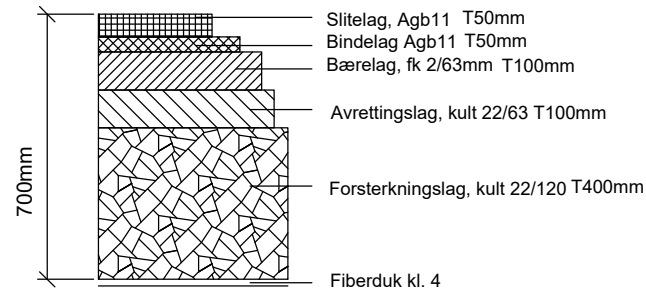 Slitelag, Agb11 T50mm
Bindelag Agb11 T50mm
Bærelag, fk 2/63mm T100mm
Avrettingslag, kult 22/63 T100mm
700mm
Forsterkningslag, kult 22/120 T400mm
Fiberduk kl. 4